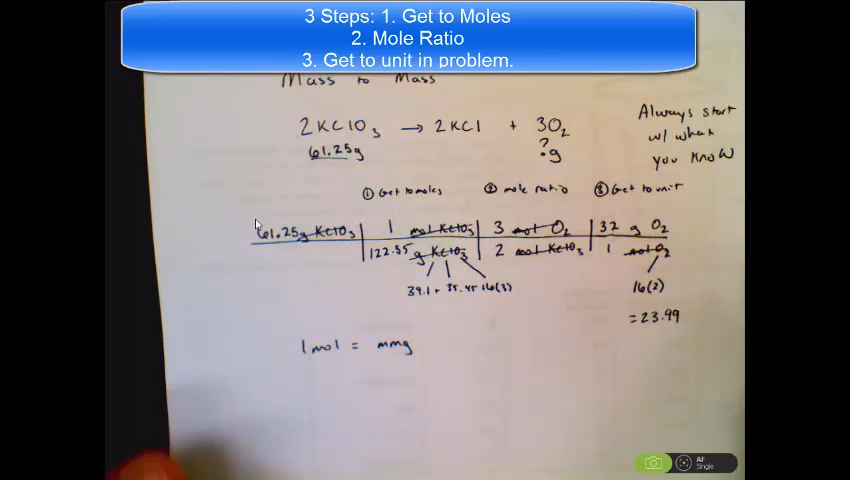 3 Steps: 1. Get to Moles
2. Mole Ratio
3. Get to unit in problem.
Mass to Mass
2KClO₃ → 2KCl + 3O₂
61.25g ?g
Always start
w/ what
you know
① Get to moles ② mole ratio ③ Get to unit
61.25g KClO₃ | 1 mol KClO₃ | 3 mol O₂ | 32 g O₂
122.55 g KClO₃ | 2 mol KClO₃ | 1 mol O₂
39.1 + 35.45 + 16(3) 16(2)
= 23.99
1 mol = mmg
AF
Single